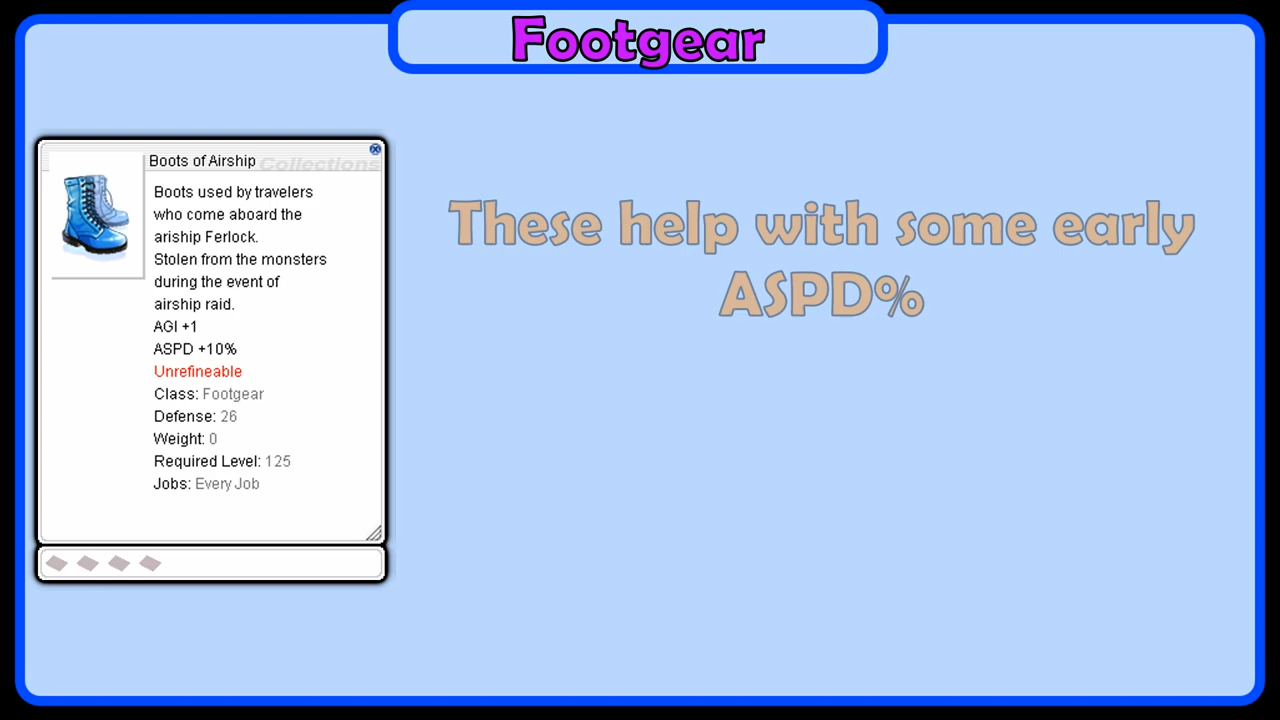 Footgear
Boots of Airship
Collections
Boots used by travelers
who come aboard the
ariship Ferlock.
Stolen from the monsters
during the event of
airship raid.
AGI +1
ASPD +10%
Unrefineable
Class: Footgear
Defense: 26
Weight: 0
Required Level: 125
Jobs: Every Job
These help with some early
ASPD%